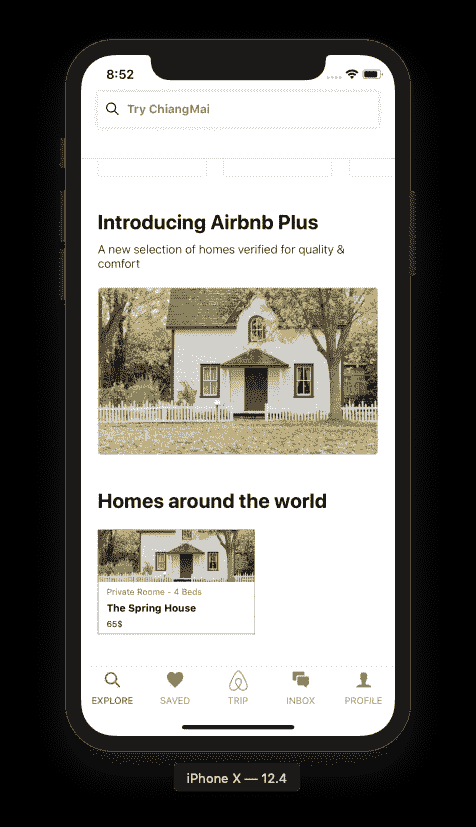 8:52
Try ChiangMai
Introducing Airbnb Plus
A new selection of homes verified for quality &
comfort
Homes around the world
Private Roome - 4 Beds
The Spring House
65$
EXPLORE SAVED TRIP INBOX PROFILE
iPhone X — 12.4